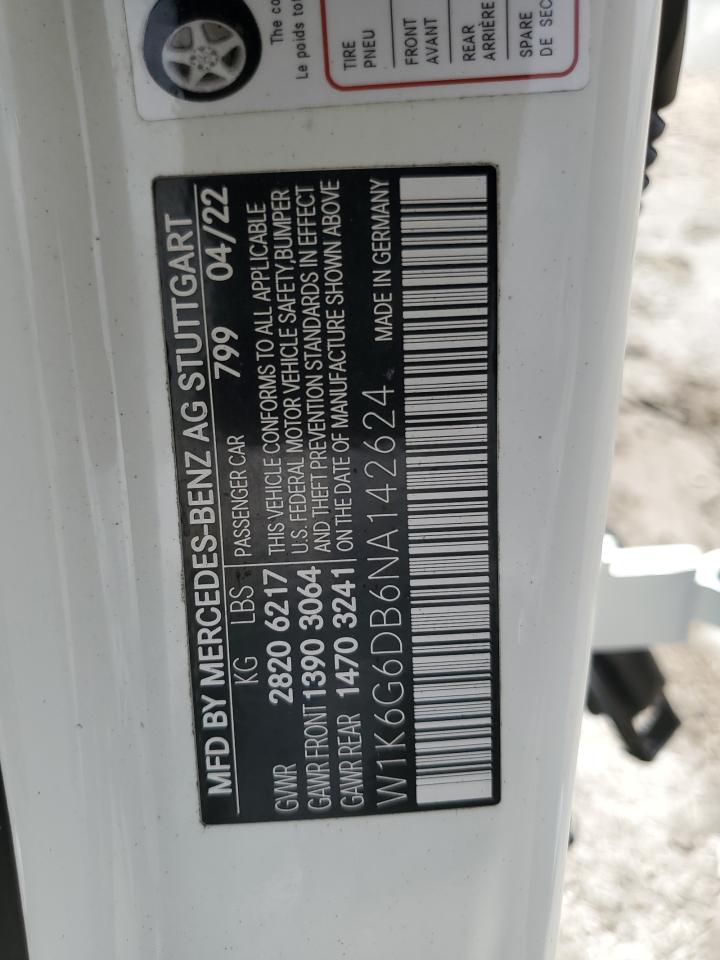 The co
Le poids tot
TIRE
PNEU
FRONT
AVANT
REAR
ARRIÈRE
SPARE
DE SEC
MFD BY MERCEDES-BENZ AG STUTTGART
KG LBS PASSENGER CAR 799 04/22
GVWR 2820 6217 THIS VEHICLE CONFORMS TO ALL APPLICABLE
U.S. FEDERAL MOTOR VEHICLE SAFETY,BUMPER
GAWR FRONT 1390 3064 AND THEFT PREVENTION STANDARDS IN EFFECT
GAWR REAR 1470 3241 ON THE DATE OF MANUFACTURE SHOWN ABOVE
W1K6G6DB6NA142624 MADE IN GERMANY